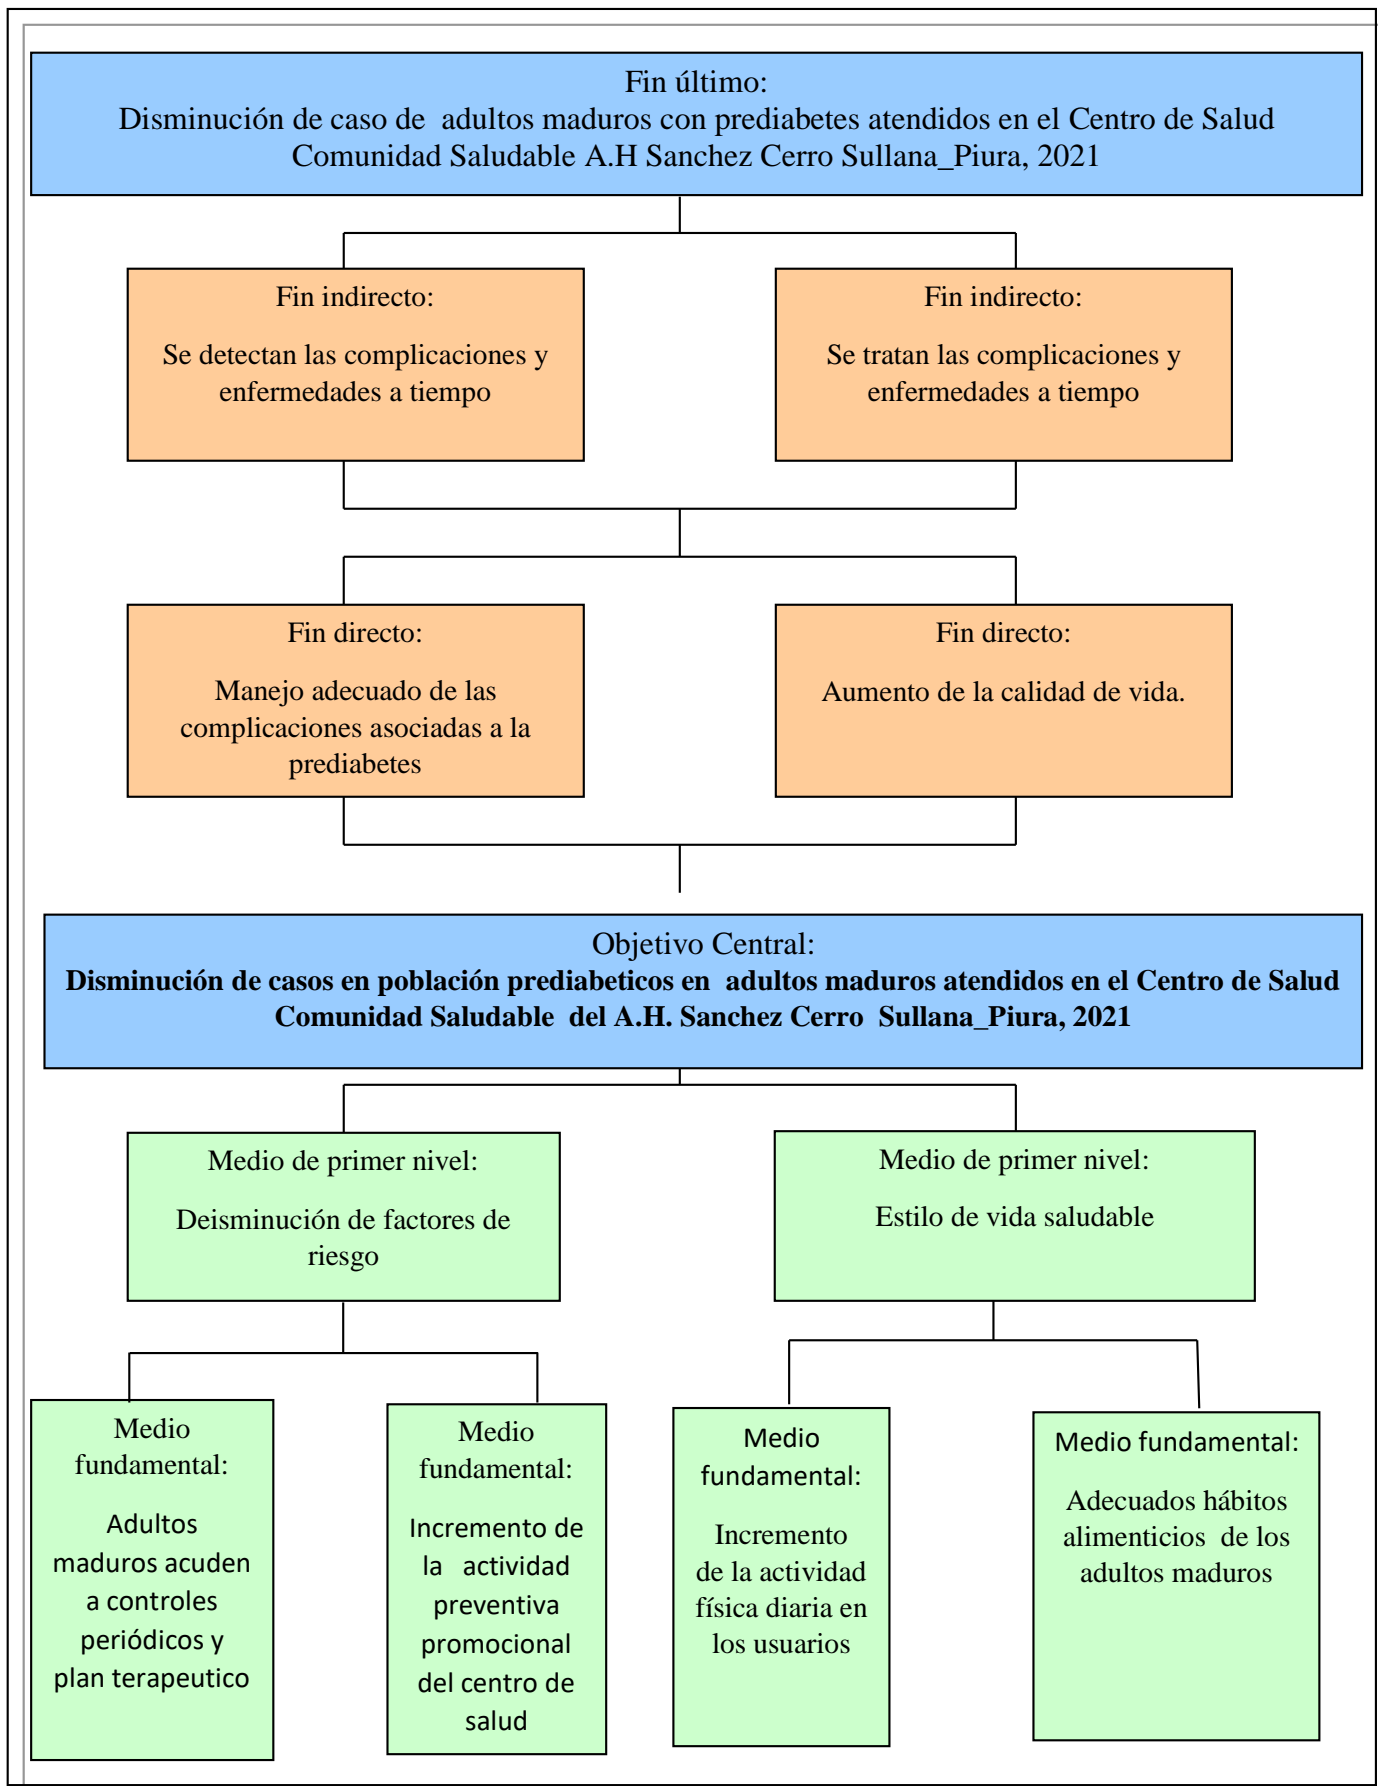 Fin último:
Disminución de caso de adultos maduros con prediabetes atendidos en el Centro de Salud
Comunidad Saludable A.H Sanchez Cerro Sullana_Piura, 2021
Fin indirecto:
Se detectan las complicaciones y
enfermedades a tiempo
Fin indirecto:
Se tratan las complicaciones y
enfermedades a tiempo
Fin directo:
Manejo adecuado de las
complicaciones asociadas a la
prediabetes
Fin directo:
Aumento de la calidad de vida.
Objetivo Central:
Disminución de casos en población prediabeticos en adultos maduros atendidos en el Centro de Salud
Comunidad Saludable del A.H. Sanchez Cerro Sullana_Piura, 2021
Medio de primer nivel:
Deisminución de factores de
riesgo
Medio de primer nivel:
Estilo de vida saludable
Medio
fundamental:
Adultos
maduros acuden
a controles
periódicos y
plan terapeutico
Medio
fundamental:
Incremento de
la actividad
preventiva
promocional
del centro de
salud
Medio
fundamental:
Incremento
de la actividad
física diaria en
los usuarios
Medio fundamental:
Adecuados hábitos
alimenticios de los
adultos maduros